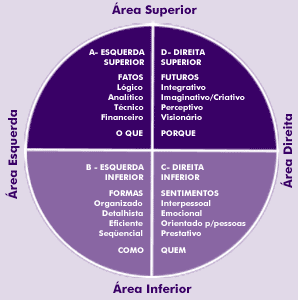 Área Superior
A- ESQUERDA
SUPERIOR
FATOS
Lógico
Analítico
Técnico
Financeiro
O QUE
D- DIREITA
SUPERIOR
FUTUROS
Integrativo
Imaginativo/Criativo
Perceptivo
Visionário
PORQUE
Área Esquerda
Área Direita
B - ESQUERDA
INFERIOR
FORMAS
Organizado
Detalhista
Eficiente
Seqüencial
COMO
C- DIREITA
INFERIOR
SENTIMENTOS
Interpessoal
Emocional
Orientado p/pessoas
Prestativo
QUEM
Área Inferior